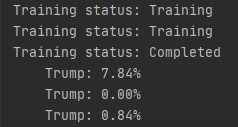 Training status: Training
Training status: Training
Training status: Completed
Trump: 7.84%
Trump: 0.00%
Trump: 0.84%